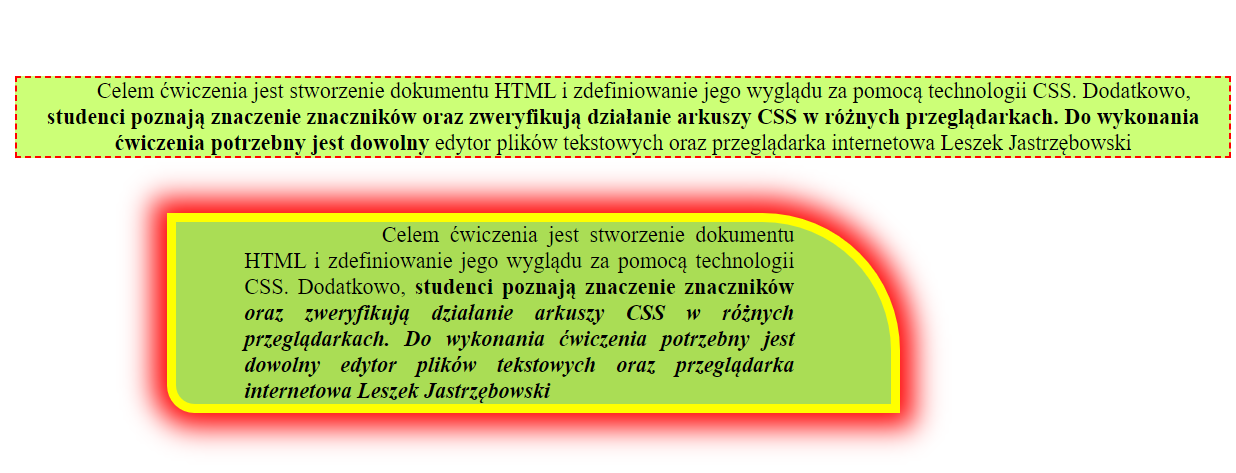 Celem ćwiczenia jest stworzenie dokumentu HTML i zdefiniowanie jego wyglądu za pomocą technologii CSS. Dodatkowo,
studenci poznają znaczenie znaczników oraz zweryfikują działanie arkuszy CSS w różnych przeglądarkach. Do wykonania
ćwiczenia potrzebny jest dowolny edytor plików tekstowych oraz przeglądarka internetowa Leszek Jastrzębowski
Celem ćwiczenia jest stworzenie dokumentu
HTML i zdefiniowanie jego wyglądu za pomocą technologii
CSS. Dodatkowo, studenci poznają znaczenie znaczników
oraz zweryfikują działanie arkuszy CSS w różnych
przeglądarkach. Do wykonania ćwiczenia potrzebny jest
dowolny edytor plików tekstowych oraz przeglądarka
internetowa Leszek Jastrzębowski